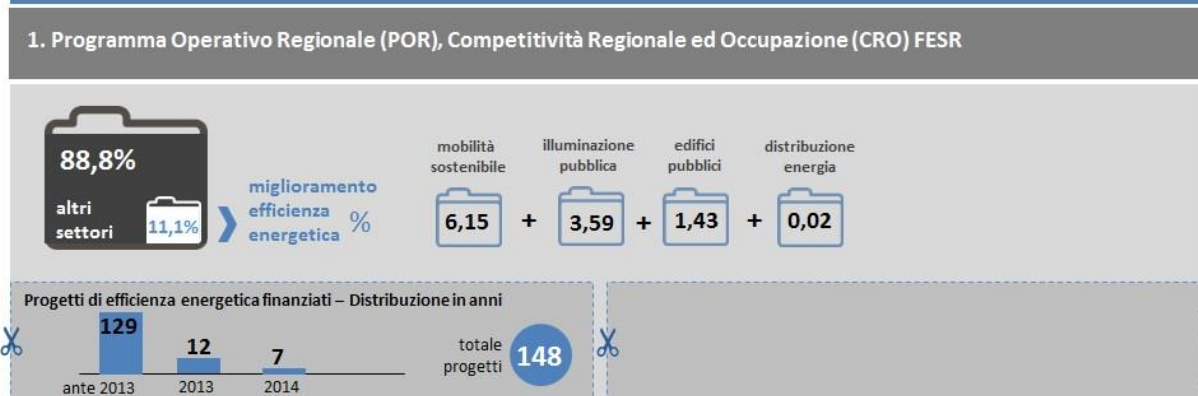 1. Programma Operativo Regionale (POR), Competitività Regionale ed Occupazione (CRO) FESR
88,8%
altri
settori
11,1%
miglioramento
efficienza %
energetica
mobilità
sostenibile
illuminazione
pubblica
edifici
pubblici
distribuzione
energia
6,15 + 3,59 + 1,43 + 0,02
Progetti di efficienza energetica finanziati – Distribuzione in anni
129
12
7
ante 2013
2013
2014
totale
progetti
148